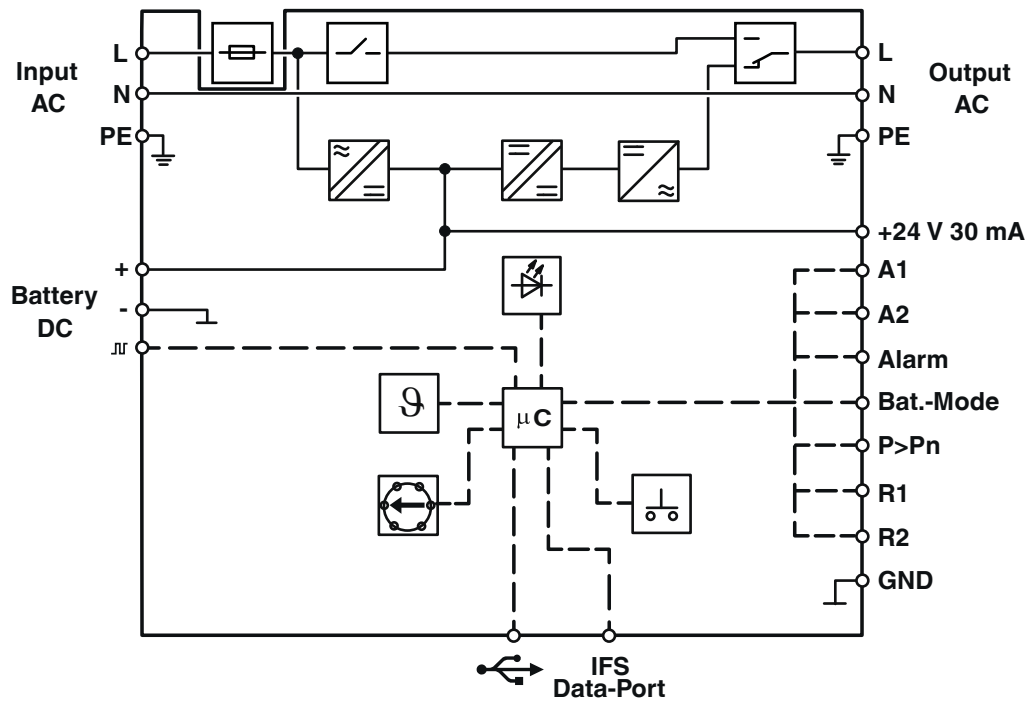 Input
AC
L
N
PE
Output
AC
L
N
PE
+24 V 30 mA
Battery
DC
+
-
A1
A2
Alarm
Bat.-Mode
P>Pn
R1
R2
GND
ϑ
μC
IFS
Data-Port